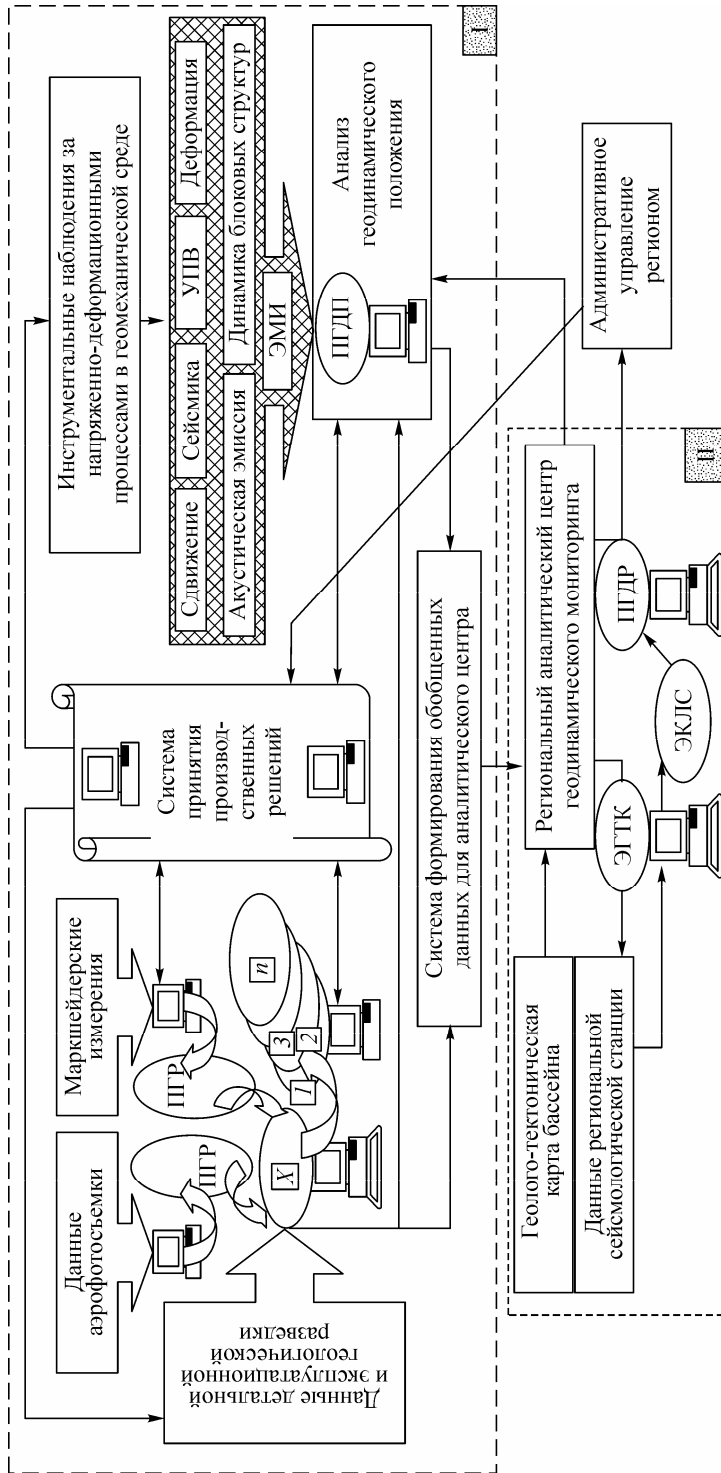 Данные
аэрофотосъемки
Маркшейдерские
измерения
Инструментальные наблюдения за
напряженно-деформационными
процессами в геомеханической среде
Сдвижение
Сейсмика
УПВ
Деформация
Акустическая эмиссия
Динамика блоковых структур
ЭМИ
ПГР
ПГР
X
1
2
3
n
Система
принятия
производ-
ственных
решений
ПГДП
Анализ
геодинамического
положения
I
Данные детальной
и эксплуатационной
геологической
разведки
Система формирования обобщенных
данных для аналитического центра
Административное
управление
регионом
Геолого-тектоническая
карта бассейна
Данные региональной
сейсмологической станции
Региональный аналитический центр
геодинамического мониторинга
ЭГТК
ЭКЛС
ПГДР
II